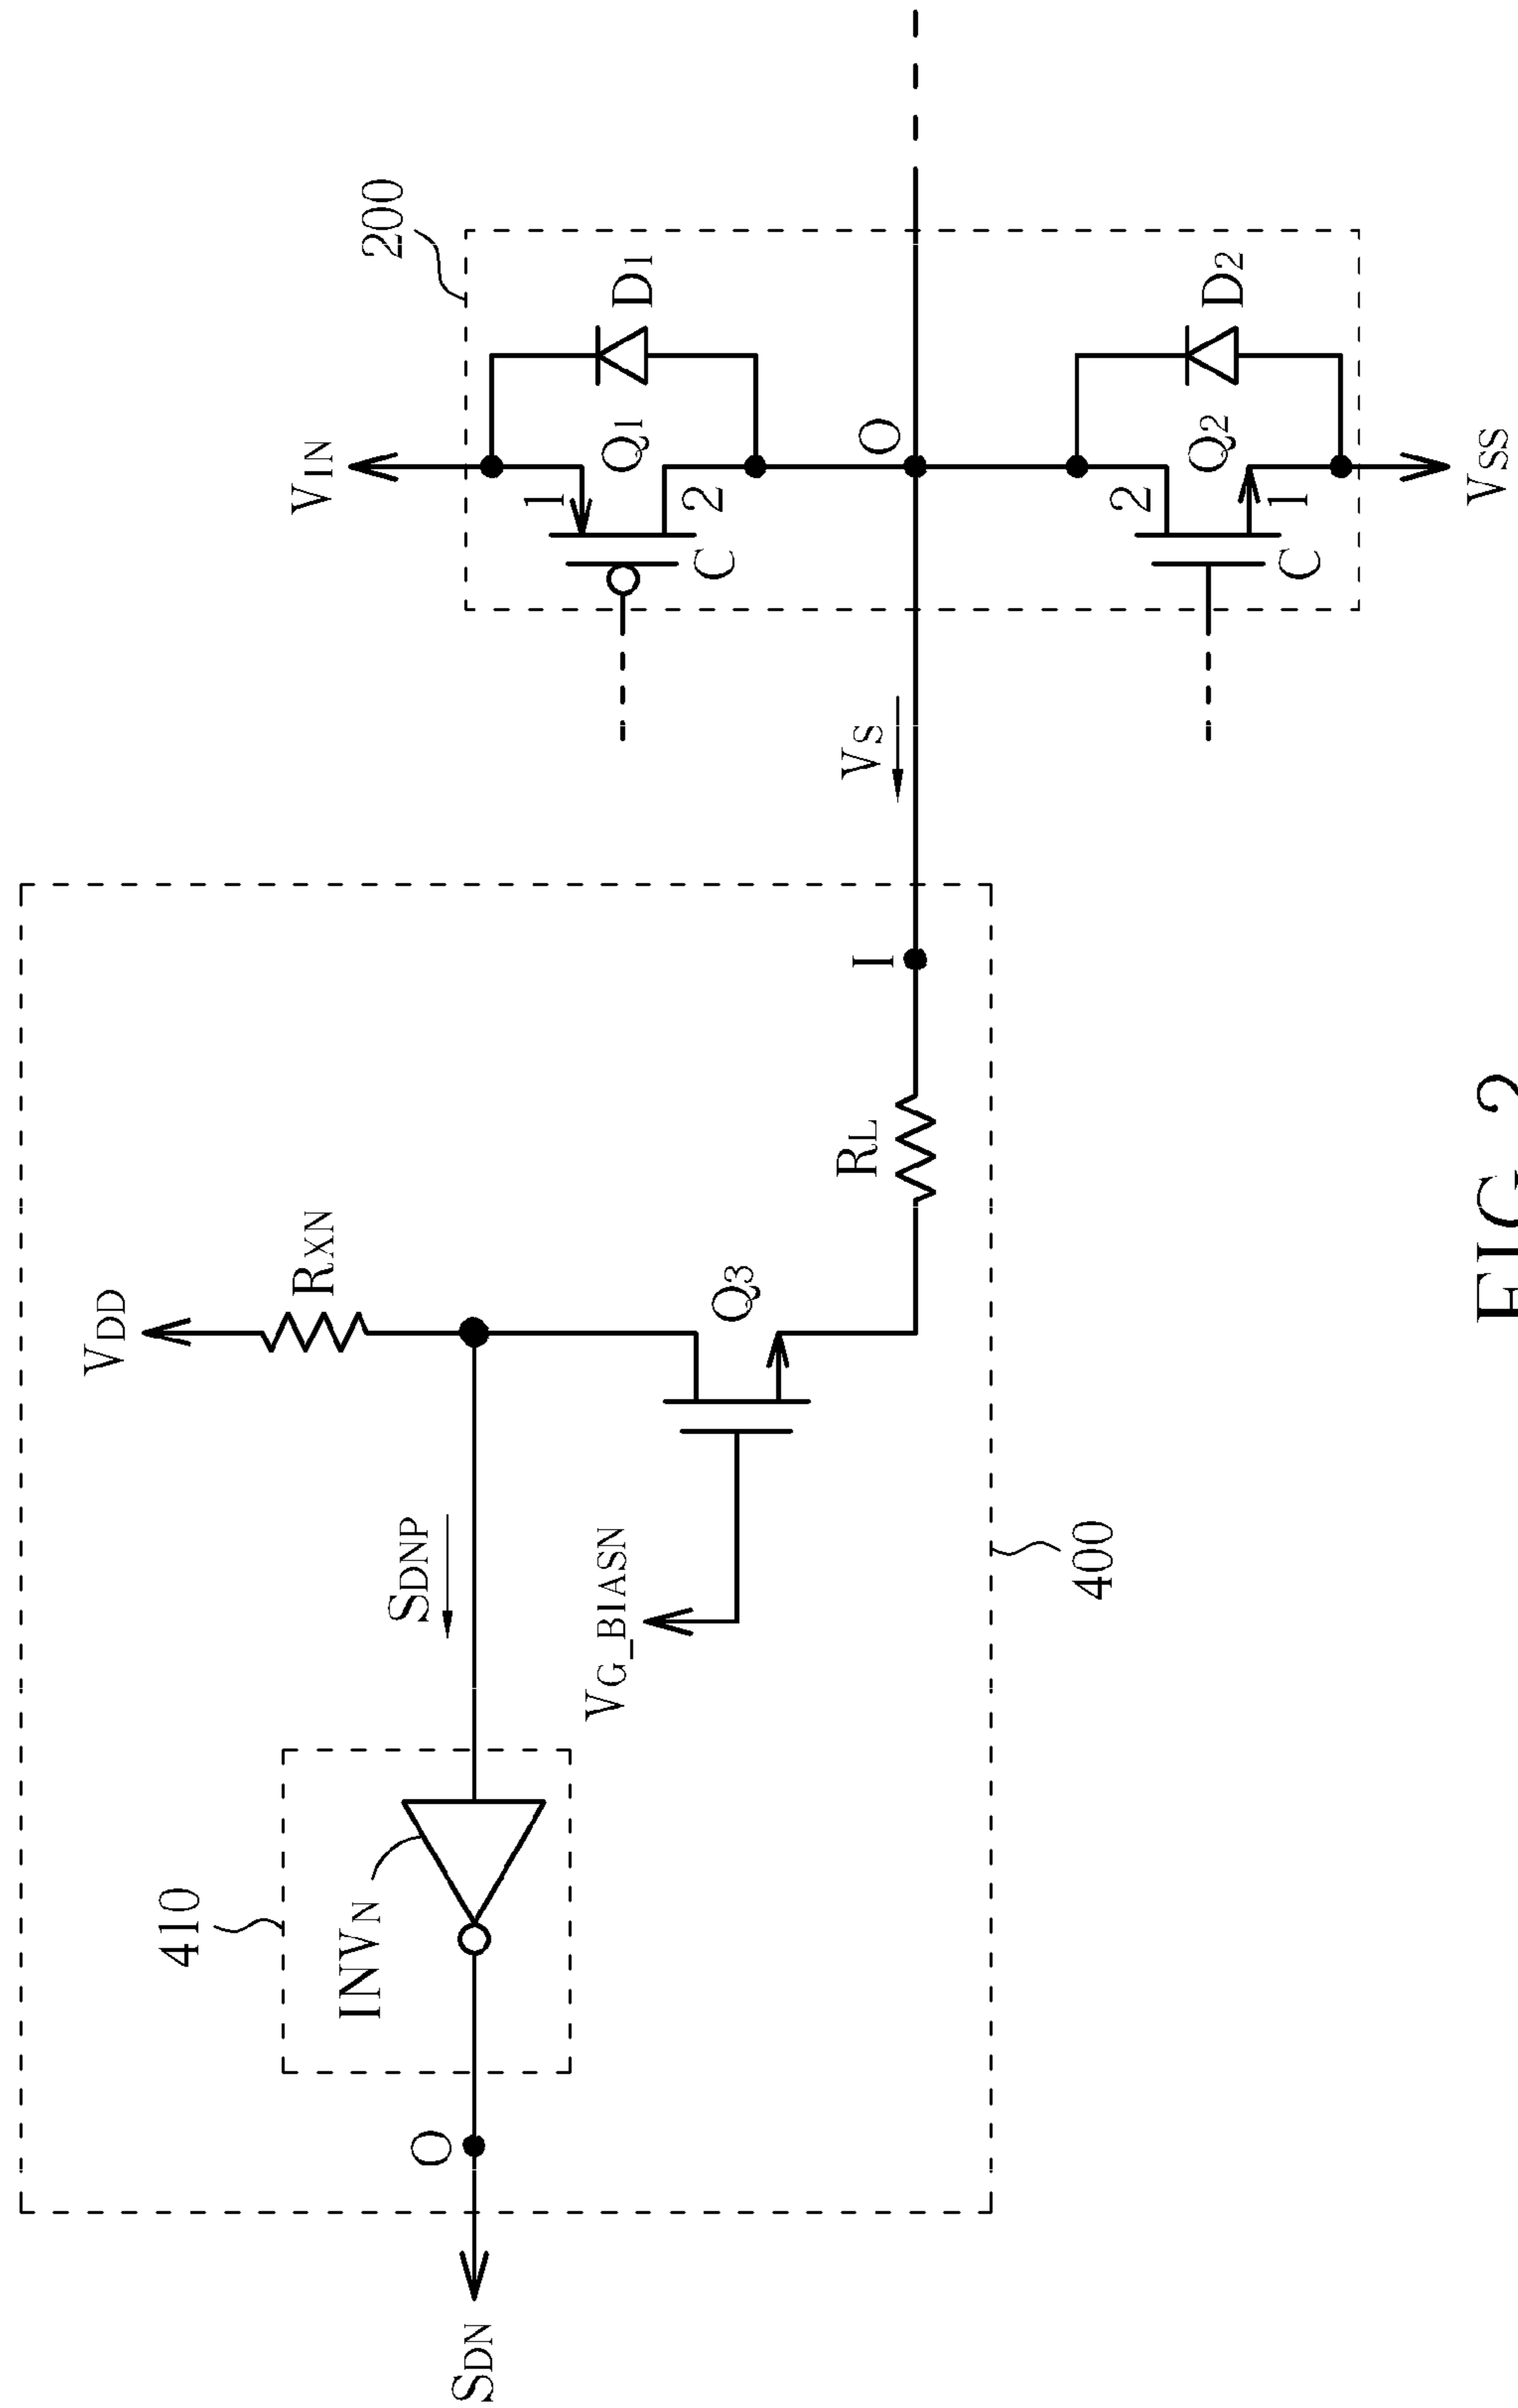 200
VIN
D1
Q1
1
2
C
O
D2
Q2
2
1
C
VSS
VS
I
RL
VDD
RXN
Q3
SDNP
VG_BIASN
400
410
INVN
O
SDN
FIG. 2